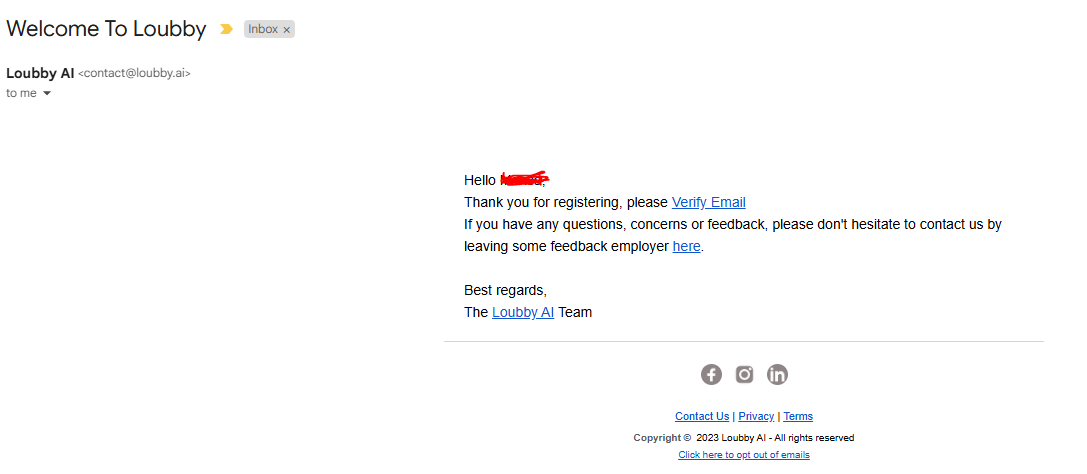 Welcome To Loubby Inbox ×
Loubby AI <contact@loubby.ai>
to me
Hello ,
Thank you for registering, please Verify Email
If you have any questions, concerns or feedback, please don't hesitate to contact us by
leaving some feedback employer here.
Best regards,
The Loubby AI Team
Contact Us | Privacy | Terms
Copyright © 2023 Loubby AI - All rights reserved
Click here to opt out of emails